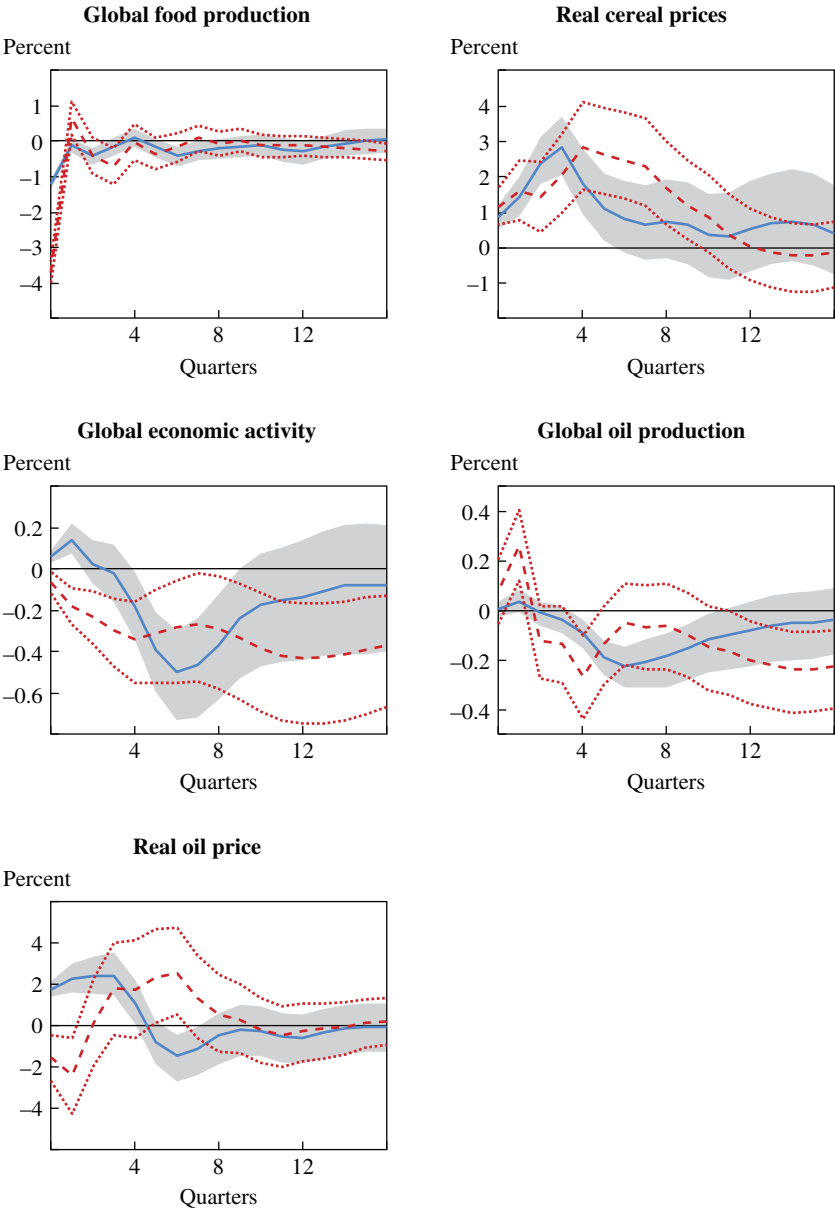 Global food production
Percent
1
0
–1
–2
–3
–4
4
8
12
Quarters
Real cereal prices
Percent
4
3
2
1
0
–1
4
8
12
Quarters
Global economic activity
Percent
0.2
0
–0.2
–0.4
–0.6
4
8
12
Quarters
Global oil production
Percent
0.4
0.2
0
–0.2
–0.4
4
8
12
Quarters
Real oil price
Percent
4
2
0
–2
–4
4
8
12
Quarters